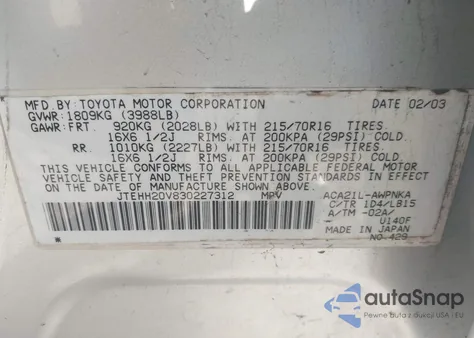 MFD.BY:TOYOTA MOTOR CORPORATION DATE 02/03
GVWR:1809KG (3988LB)
GAWR:FRT. 920KG (2028LB) WITH 215/70R16 TIRES.
16X6 1/2J RIMS. AT 200KPA (29PSI) COLD
RR. 1010KG (2227LB) WITH 215/70R16 TIRES.
16X6 1/2J RIMS. AT 200KPA (29PSI) COLD
THIS VEHICLE CONFORMS TO ALL APPLICABLE FEDERAL MOTOR
VEHICLE SAFETY AND THEFT PREVENTION STANDARDS IN
EFFECT ON THE DATE OF MANUFACTURE SHOWN ABOVE.
JTEHH20V830227312 MPV ACA21L-AWPNKA
C/TR 1D4/LB15
A/TM -02A/
U140F
MADE IN JAPAN
NO.429
autoSnap
Pewne Auta z aukcji USA i EU